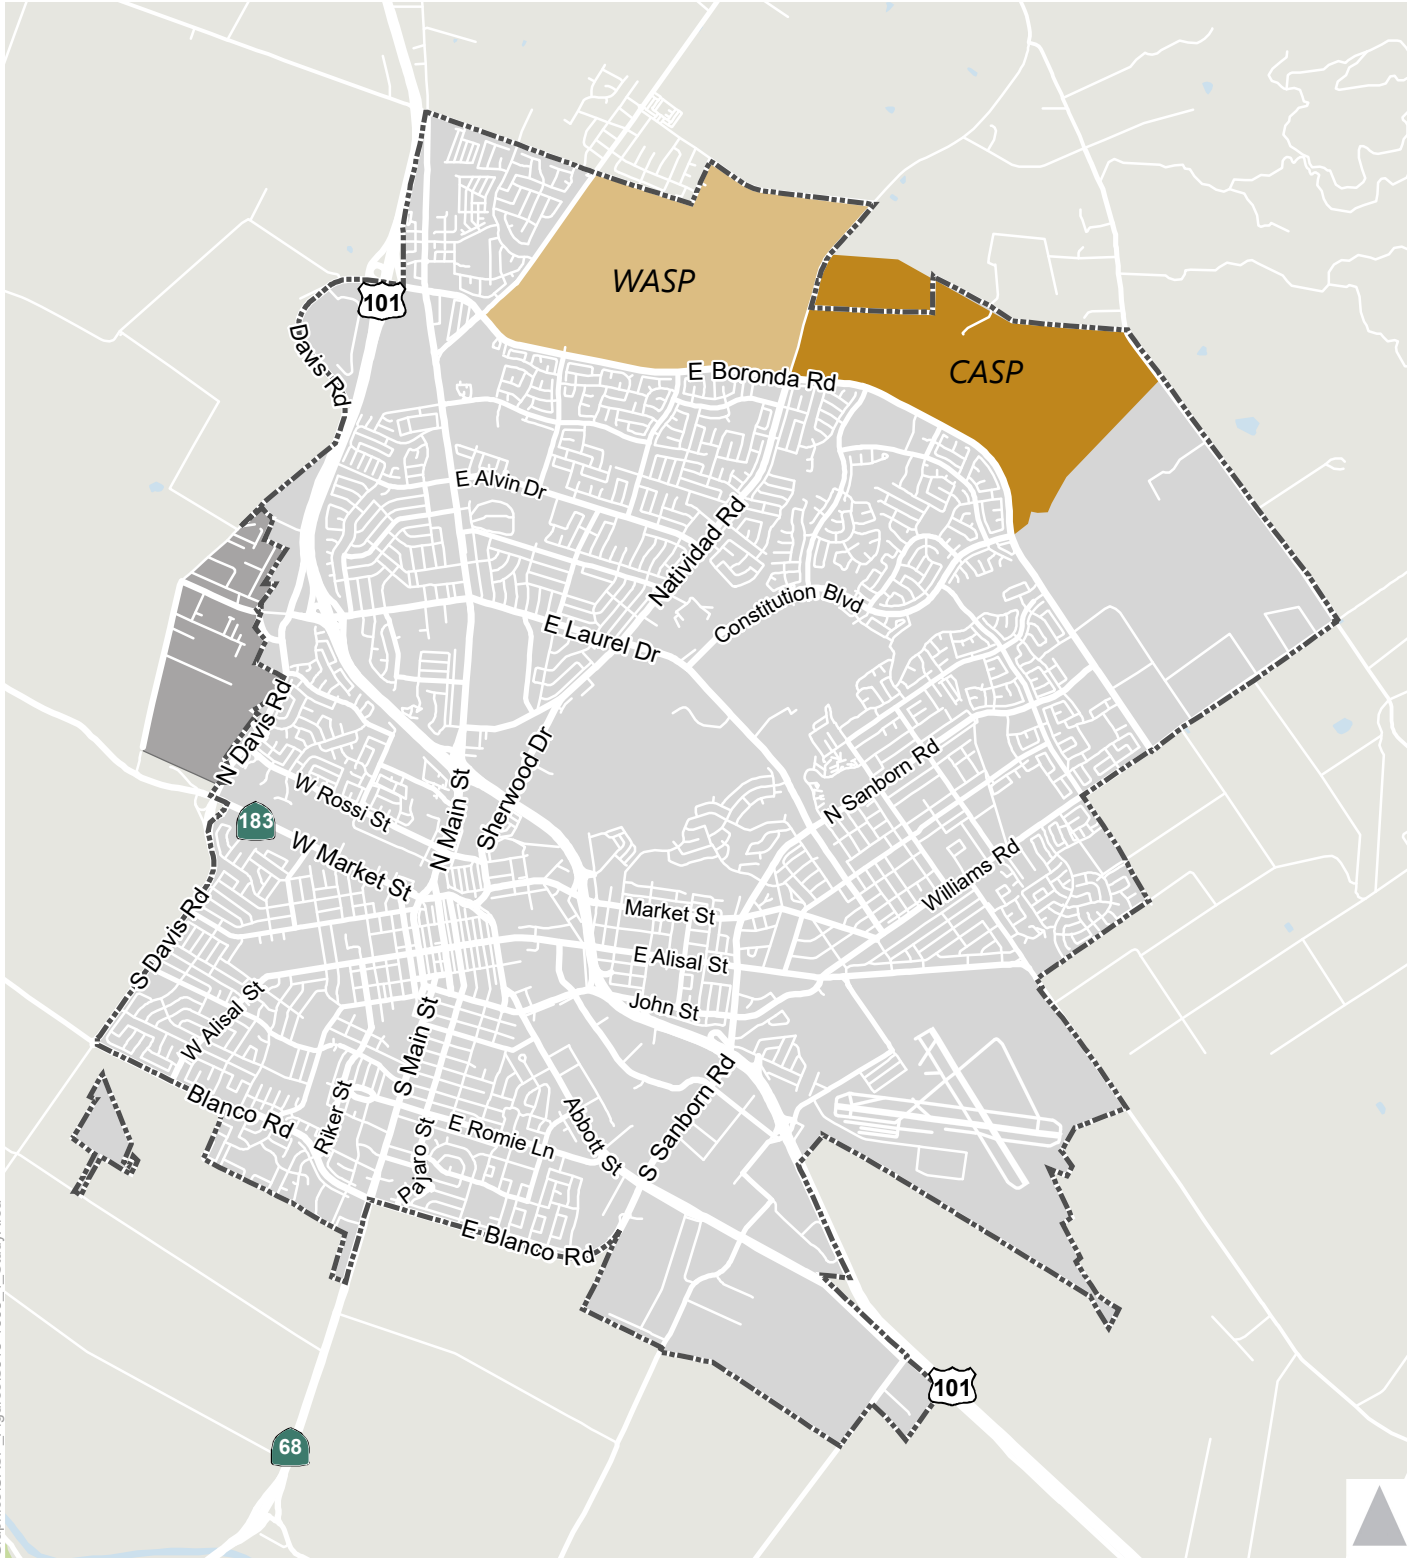 WASP
101
CASP
Davis Rd
E Boronda Rd
E Alvin Dr
Natividad Rd
Constitution Blvd
E Laurel Dr
N Davis Rd
Sherwood Dr
N Main St
N Sanborn Rd
W Rossi St
183
W Market St
Williams Rd
Market St
S Davis Rd
E Alisal St
John St
W Alisal St
S Main St
Blanco Rd
Riker St
Pajaro St
E Romie Ln
Abbott St
S Sanborn Rd
E Blanco Rd
101
68